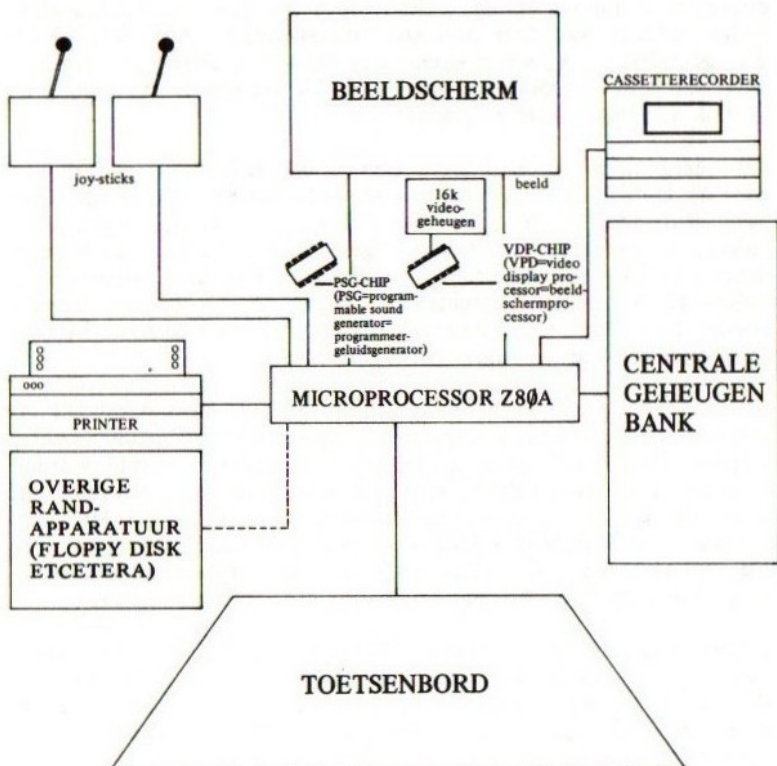 BEELDSCHERM
CASSETTERECORDER
joy-sticks
beeld
16k
video-
geheugen
PSG-CHIP
(PSG=program-
mable sound
generator=
programmeer-
geluidsgenerator)
VDP-CHIP
(VPD=video
display pro-
cessor=beeld-
schermpro-
cessor)
MICROPROCESSOR Z80A
CENTRALE
GEHEUGEN
BANK
ooo
PRINTER
OVERIGE
RAND-
APPARATUUR
(FLOPPY DISK
ETCETERA)
TOETSENBORD